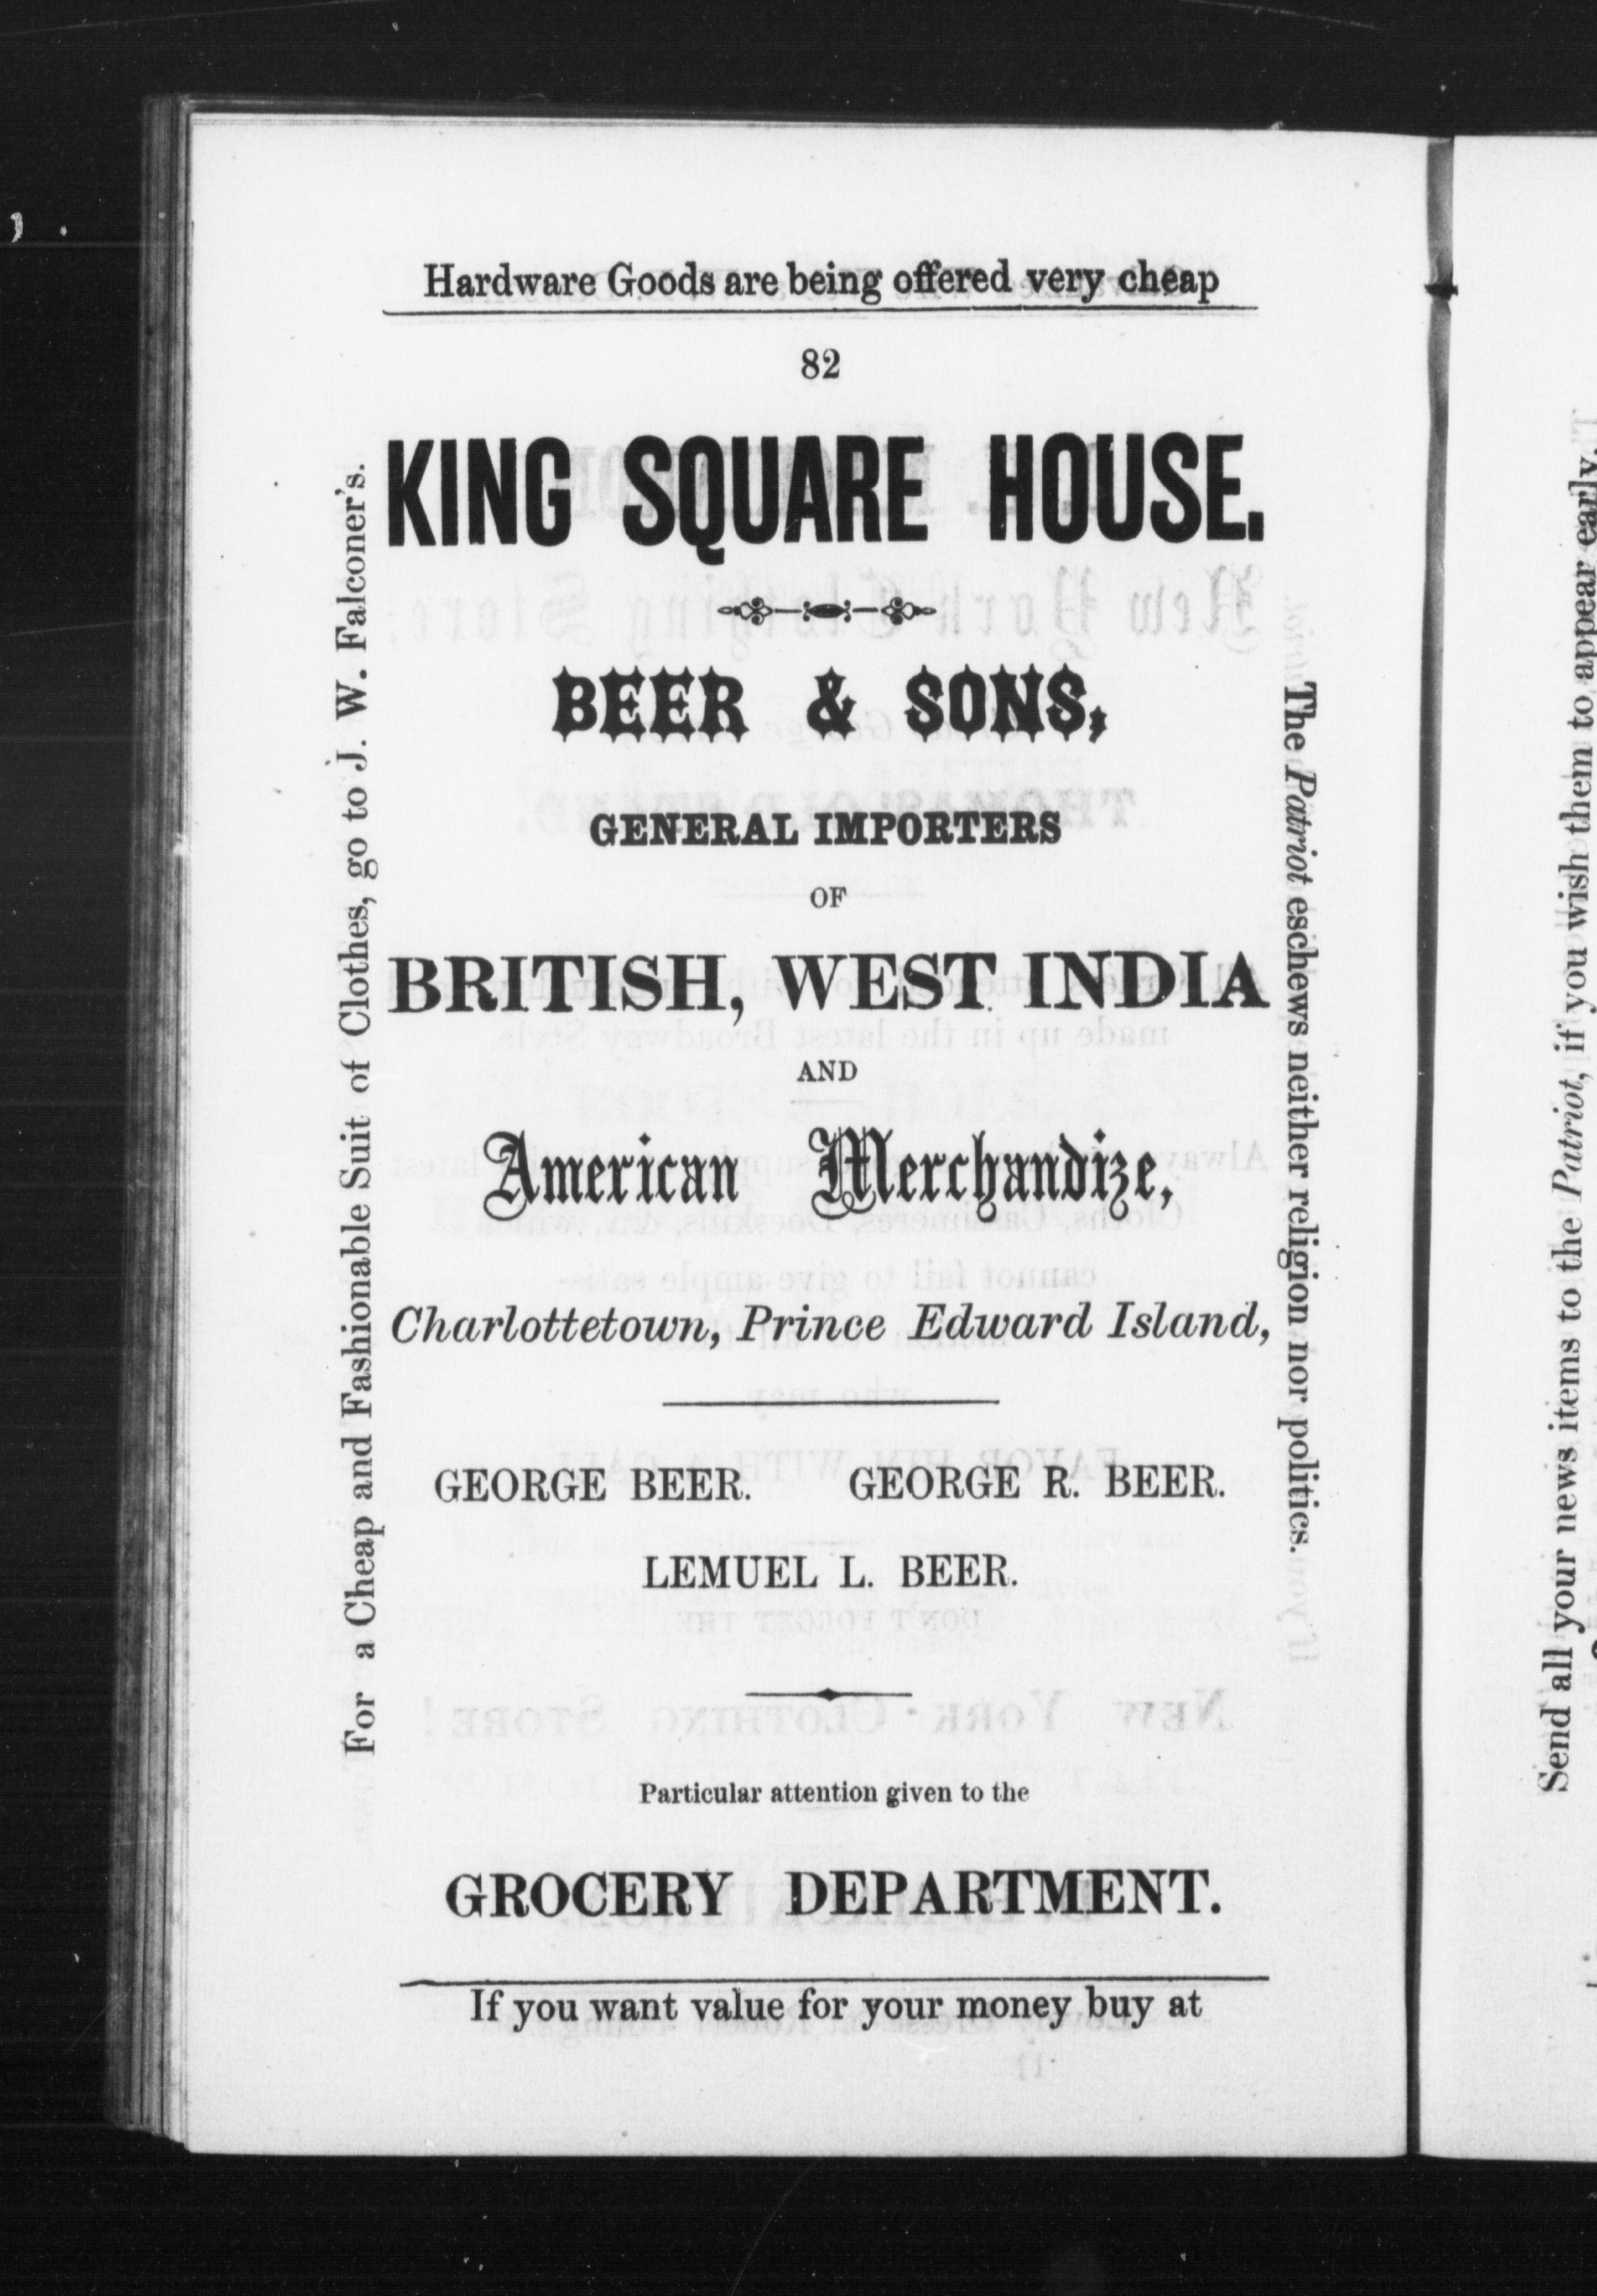 Hardware Goods are being offered very cheap
82
KING SQUARE HOUSE.
BEER & SONS,
GENERAL IMPORTERS
OF
BRITISH, WEST INDIA
AND
American Merchandize,
Charlottetown, Prince Edward Island,
GEORGE BEER. GEORGE R. BEER.
LEMUEL L. BEER.
Particular attention given to the
GROCERY DEPARTMENT.
If you want value for your money buy at
For a Cheap and Fashionable Suit of Clothes, go to J. W. Falconer's.
The Patriot eschews neither religion nor politics.
Send all your news items to the Patriot, if you wish them to appear early.